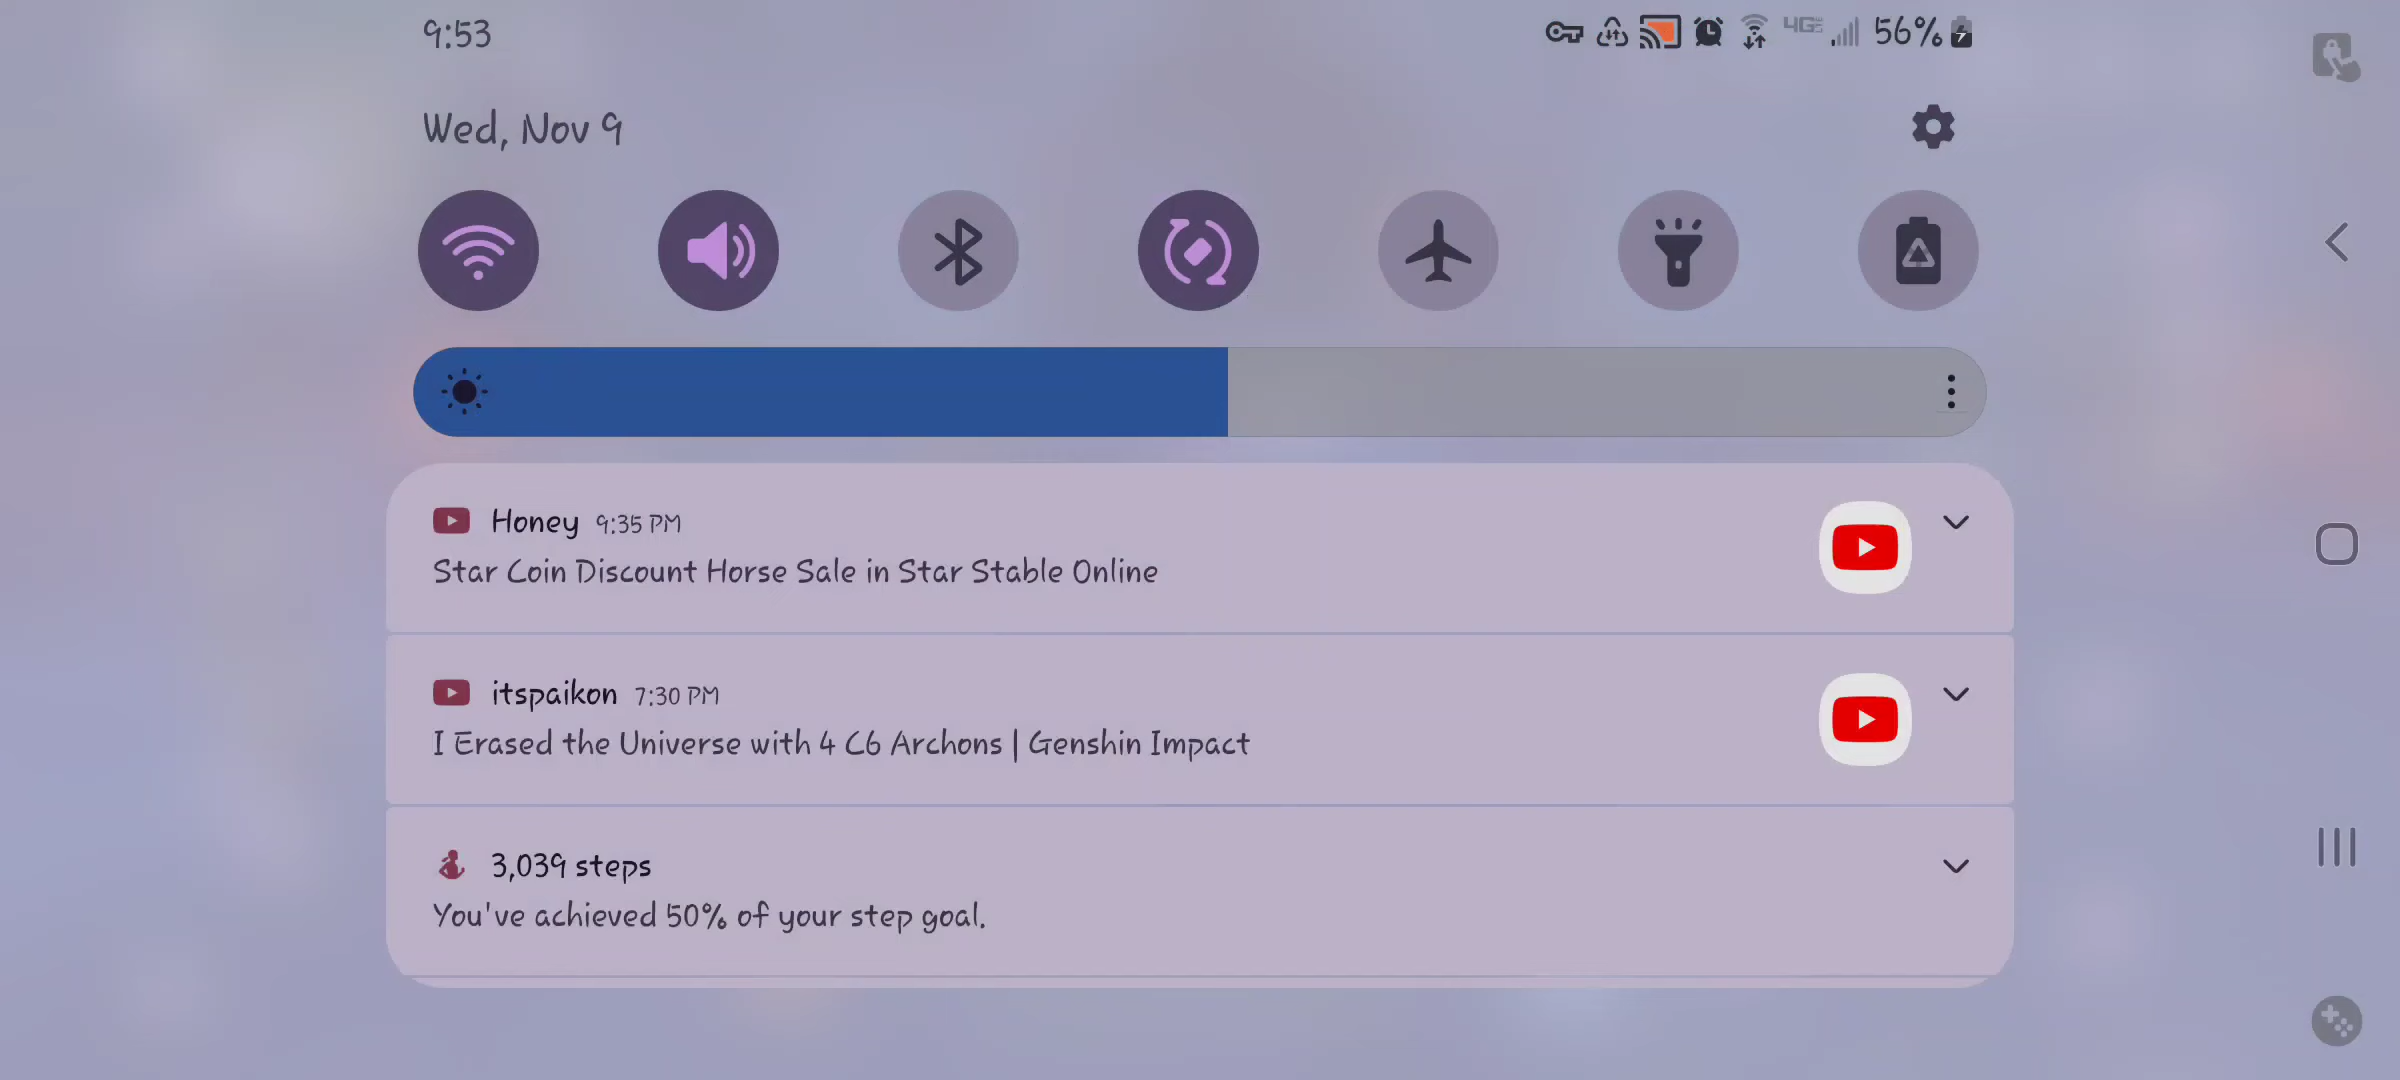 9:53
4GE 56%
Wed, Nov 9
Honey 9:35 PM
Star Coin Discount Horse Sale in Star Stable Online
itspaikon 7:30 PM
I Erased the Universe with 4 C6 Archons | Genshin Impact
3,039 steps
You've achieved 50% of your step goal.